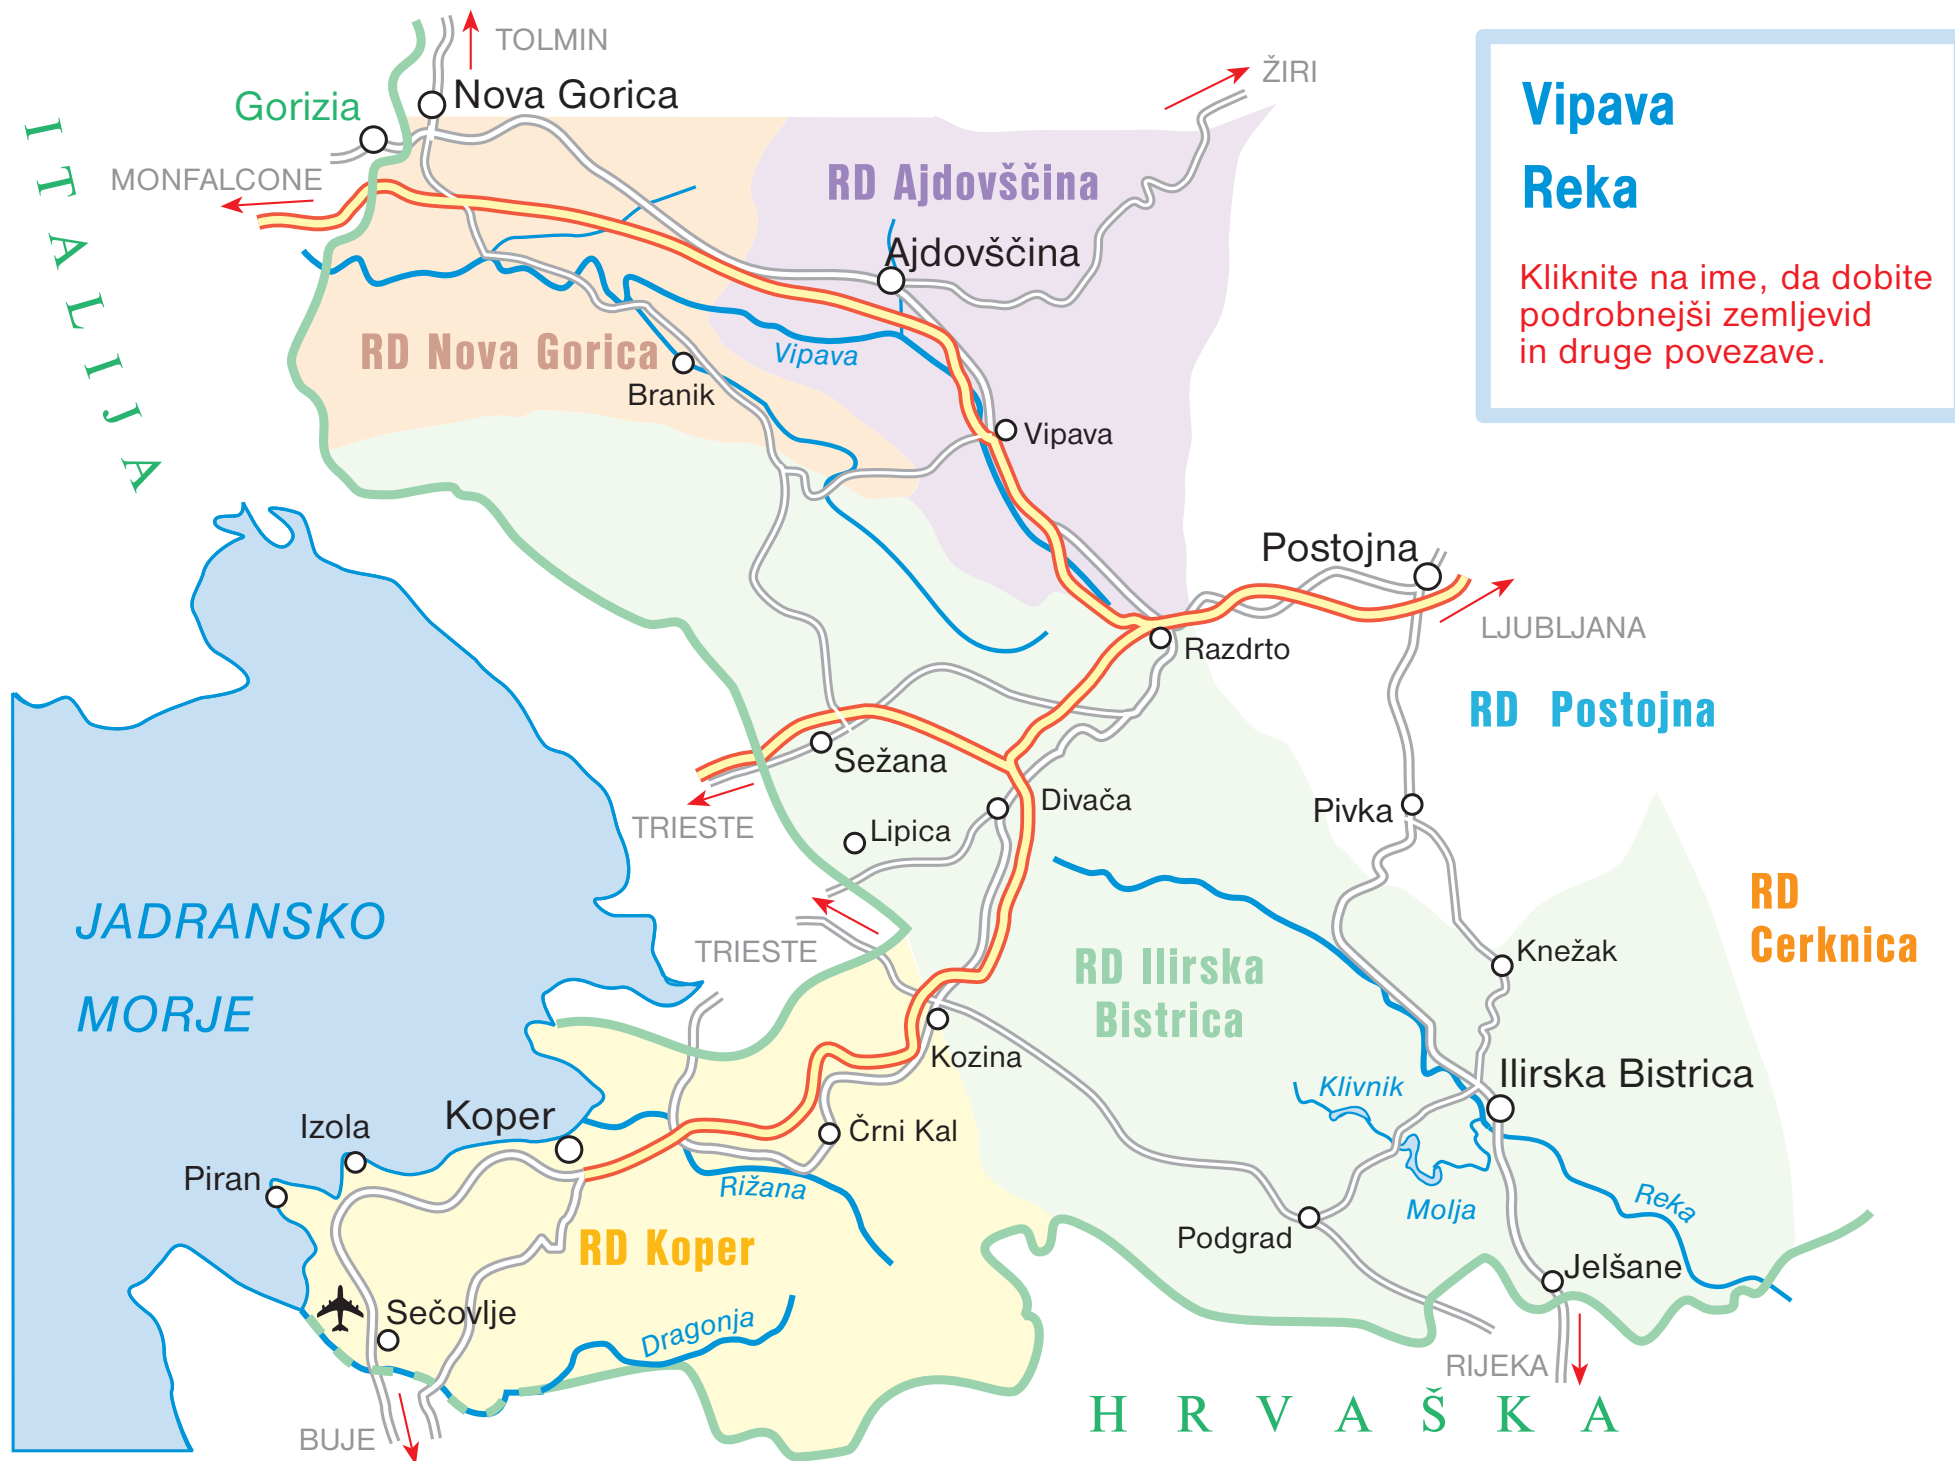 TOLMIN
Nova Gorica
Gorizia
MONFALCONE
ITALIJA
ŽIRI
RD Ajdovščina
Ajdovščina
RD Nova Gorica
Branik
Vipava
Vipava
Vipava
Reka
Kliknite na ime, da dobite
podrobnejši zemljevid
in druge povezave.
Postojna
LJUBLJANA
Razdrto
RD Postojna
Sežana
TRIESTE
Divača
Lipica
Pivka
JADRANSKO
MORJE
TRIESTE
RD
Cerknica
Knežak
RD Ilirska
Bistrica
Kozina
Klivnik
Ilirska Bistrica
Koper
Izola
Črni Kal
Piran
Rižana
Molja
Reka
Podgrad
RD Koper
Jelšane
Sečovlje
Dragonja
RIJEKA
BUJE
HRVAŠKA